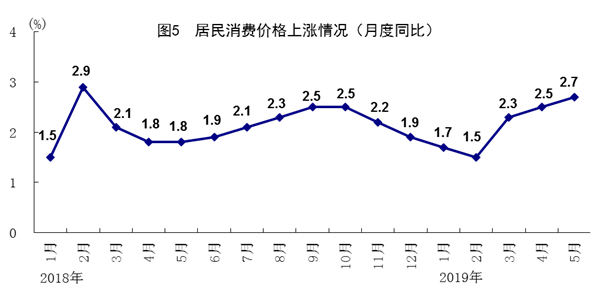 图5 居民消费价格上涨情况（月度同比）
(%)
4
3
2
1
0
1.5
2.9
2.1
1.8
1.8
1.9
2.1
2.3
2.5
2.5
2.2
1.9
1.7
1.5
2.3
2.5
2.7
1月
2月
3月
4月
5月
6月
7月
8月
9月
10月
11月
12月
1月
2月
3月
4月
5月
2018年
2019年